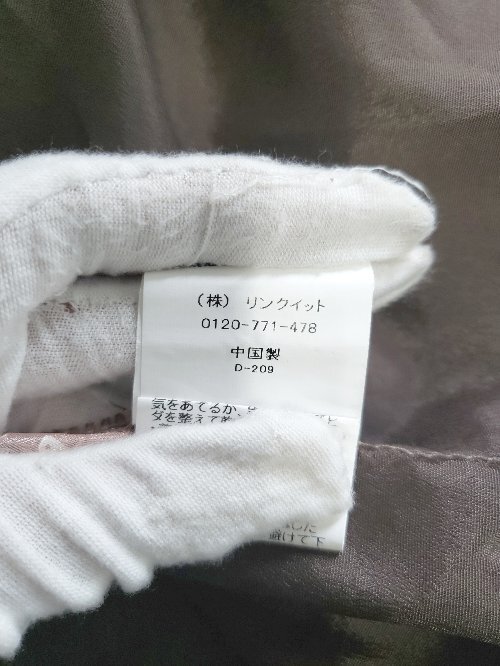 (株) リンクイット
0120-771-478
中国製
D-209
気をあてるか
ダを整えて